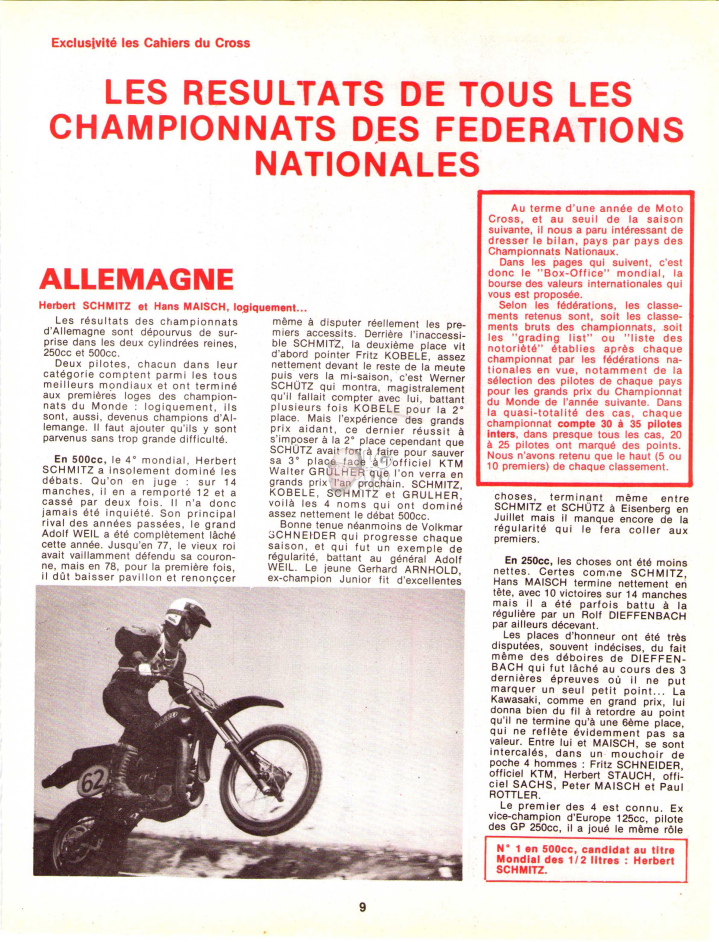 Exclusivité les Cahiers du Cross
LES RESULTATS DE TOUS LES
CHAMPIONNATS DES FEDERATIONS
NATIONALES
ALLEMAGNE
Herbert SCHMITZ et Hans MAISCH, logiquement...
Les résultats des championnats
d'Allemagne sont dépourvus de sur-
prise dans les deux cylindrées reines,
250cc et 500cc.
Deux pilotes, chacun dans leur
catégorie comptent parmi les tous
meilleurs mondiaux et ont terminé
aux premières loges des champion-
nats du Monde : logiquement, ils
sont, aussi, devenus champions d'Al-
lemange. Il faut ajouter qu'ils y sont
parvenus sans trop grande difficulté.
En 500cc, le 4° mondial, Herbert
SCHMITZ a insolement dominé les
débats. Qu'on en juge : sur 14
manches, il en a remporté 12 et a
cassé par deux fois. Il n'a donc
jamais été inquiété. Son principal
rival des années passées, le grand
Adolf WEIL a été complètement lâché
cette année. Jusqu'en 77, le vieux roi
avait vaillamment défendu sa couron-
ne, mais en 78, pour la première fois,
il dût baisser pavillon et renonçcer
même à disputer réellement les pre-
miers accessits. Derrière l'inaccessi-
ble SCHMITZ, la deuxième place vit
d'abord pointer Fritz KOBELE, assez
nettement devant le reste de la meute
puis vers la mi-saison, c'est Werner
SCHÜTZ qui montra, magistralement
qu'il fallait compter avec lui, battant
plusieurs fois KOBELE pour la 2°
place. Mais l'expérience des grands
prix aidant, ce dernier réussit à
s'imposer à la 2° place cependant que
SCHÜTZ avait fort à faire pour sauver
sa 3° place face à l'officiel KTM
Walter GRULHER que l'on verra en
grands prix l'an prochain. SCHMITZ,
KOBELE, SCHMITZ et GRULHER,
voilà les 4 noms qui ont dominé
assez nettement le débat 500cc.
Bonne tenue néanmoins de Volkmar
SCHNEIDER qui progresse chaque
saison, et qui fut un exemple de
régularité, battant au général Adolf
WEIL. Le jeune Gerhard ARNHOLD,
ex-champion Junior fit d'excellentes
Au terme d'une année de Moto
Cross, et au seuil de la saison
suivante, il nous a paru intéressant de
dresser le bilan, pays par pays des
Championnats Nationaux.
Dans les pages qui suivent, c'est
donc le "Box-Office" mondial, la
bourse des valeurs internationales qui
vous est proposée.
Selon les fédérations, les classe-
ments retenus sont, soit les classe-
ments bruts des championnats, soit
les "grading list" ou "liste des
notoriété" établies après chaque
championnat par les fédérations na-
tionales en vue, notamment de la
sélection des pilotes de chaque pays
pour les grands prix du Championnat
du Monde de l'année suivante. Dans
la quasi-totalité des cas, chaque
championnat compte 30 à 35 pilotes
inters, dans presque tous les cas, 20
à 25 pilotes ont marqué des points.
Nous n'avons retenu que le haut (5 ou
10 premiers) de chaque classement.
choses, terminant même entre
SCHMITZ et SCHÜTZ à Eisenberg en
Juillet mais il manque encore de la
régularité qui le fera coller aux
premiers.
En 250cc, les choses ont été moins
nettes. Certes comme SCHMITZ,
Hans MAISCH termine nettement en
tête, avec 10 victoires sur 14 manches
mais il a été parfois battu à la
régulière par un Rolf DIEFFENBACH
par ailleurs décevant.
Les places d'honneur ont été très
disputées, souvent indécises, du fait
même des déboires de DIEFFEN-
BACH qui fut lâché au cours des 3
dernières épreuves où il ne put
marquer un seul petit point... La
Kawasaki, comme en grand prix, lui
donna bien du fil à retordre au point
qu'il ne termine qu'à une 6ème place,
qui ne reflète évidemment pas sa
valeur. Entre lui et MAISCH, se sont
intercalés, dans un mouchoir de
poche 4 hommes : Fritz SCHNEIDER,
officiel KTM, Herbert STAUCH, offi-
ciel SACHS, Peter MAISCH et Paul
ROTTLER.
Le premier des 4 est connu. Ex
vice-champion d'Europe 125cc, pilote
des GP 250cc, il a joué le même rôle
62
N° 1 en 500cc, candidat au titre
Mondial des 1/2 litres : Herbert
SCHMITZ.
9